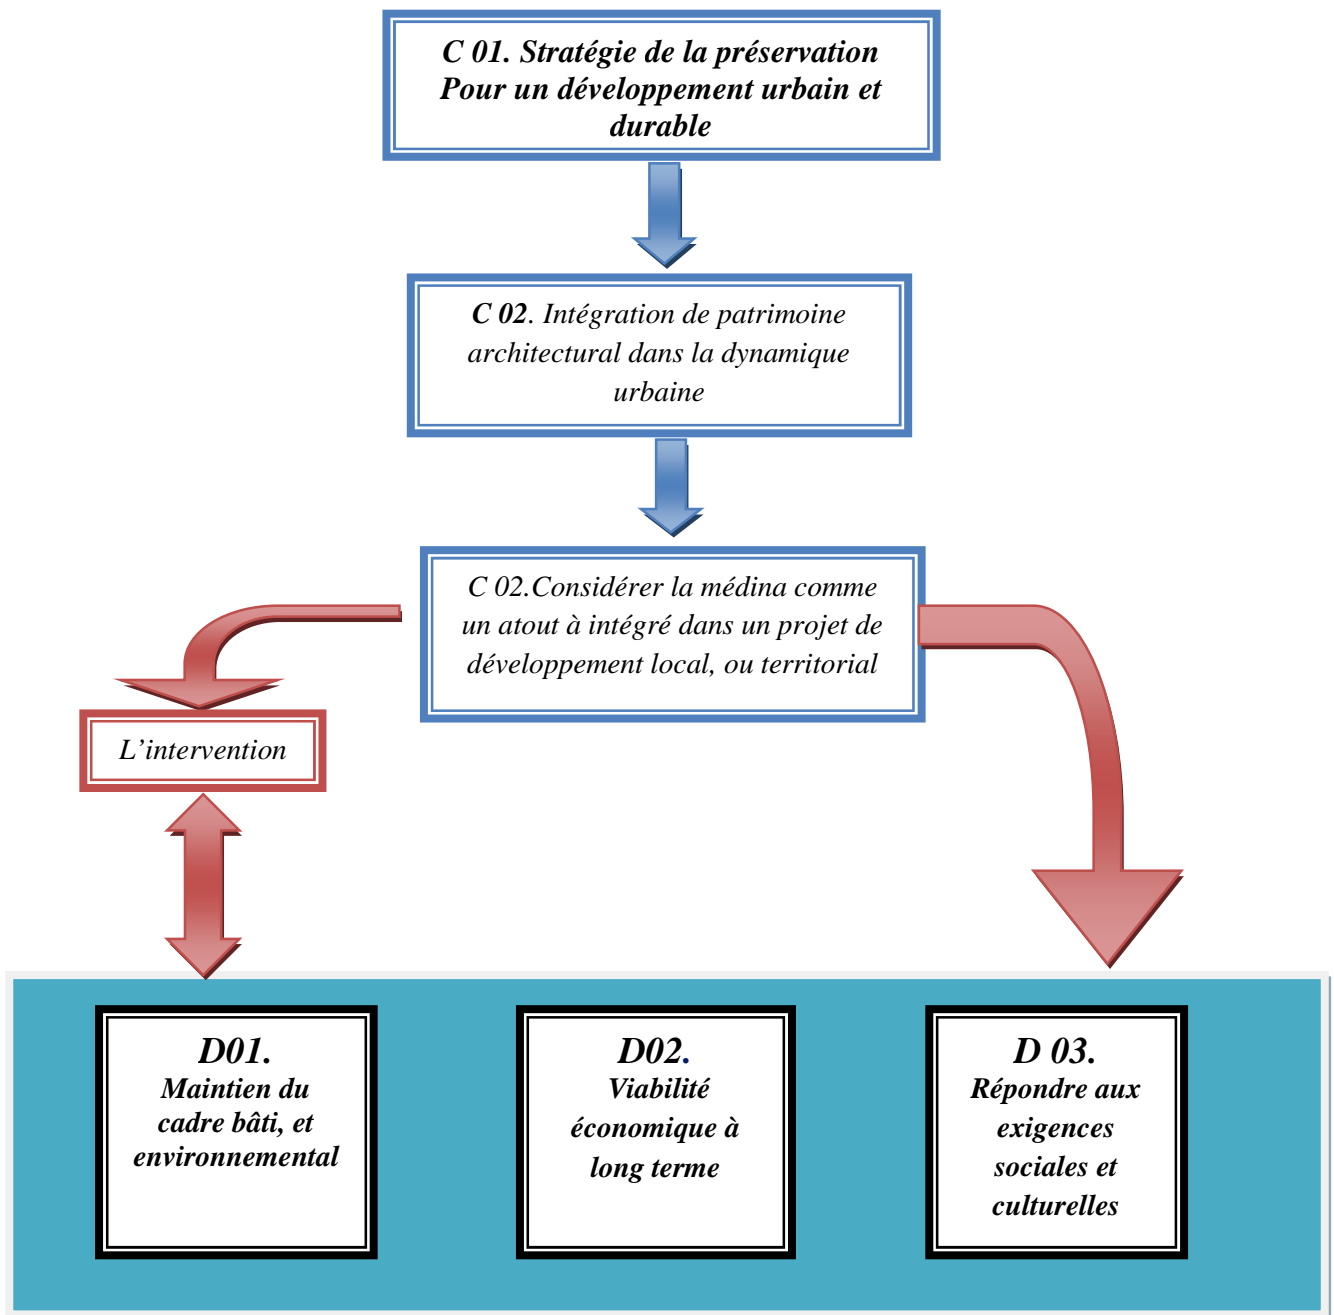 C 01. Stratégie de la préservation
Pour un développement urbain et
durable
C 02. Intégration de patrimoine
architectural dans la dynamique
urbaine
C 02.Considérer la médina comme
un atout à intégré dans un projet de
développement local, ou territorial
L’intervention
D01.
Maintien du
cadre bâti, et
environnemental
D02.
Viabilité
économique à
long terme
D 03.
Répondre aux
exigences
sociales et
culturelles